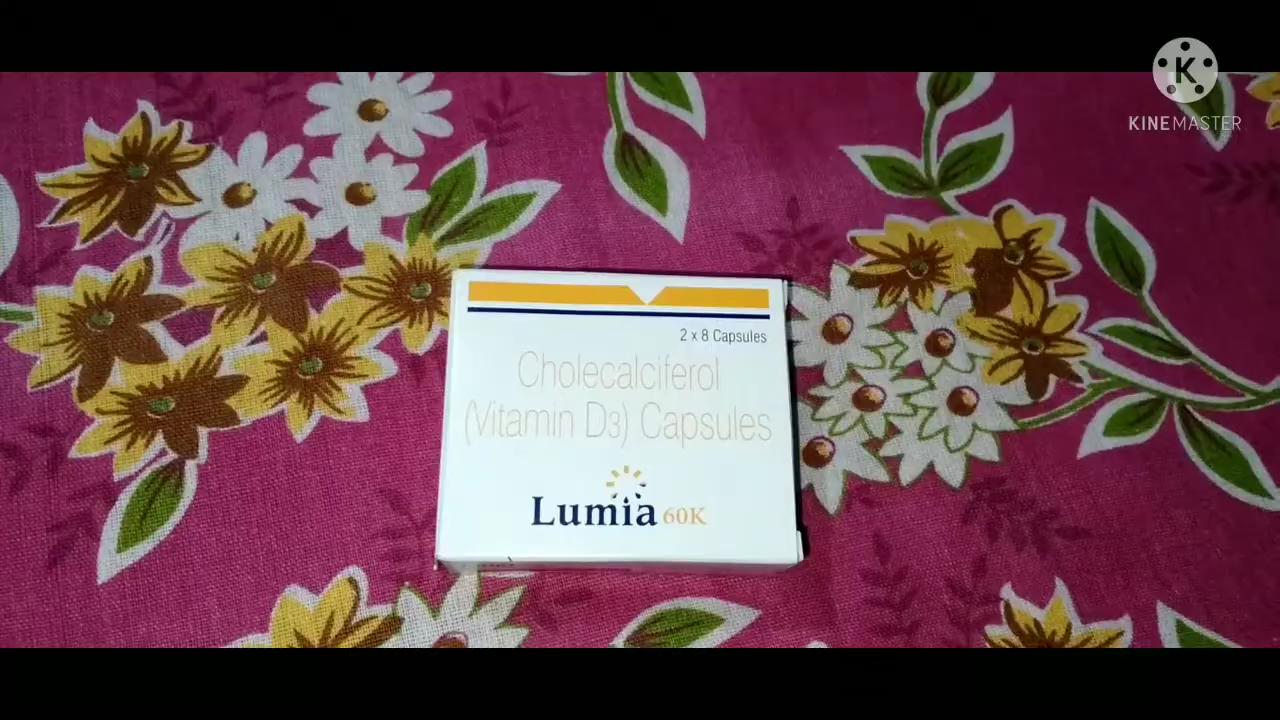 KINEMASTER
2 x 8 Capsules
Cholecalciferol
(Vitamin D3) Capsules
Lumia 60K